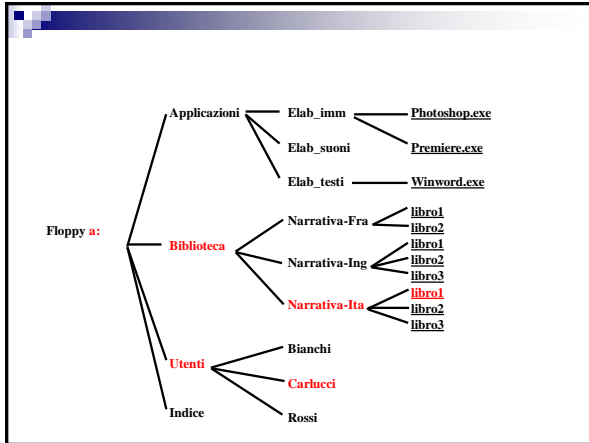 Applicazioni Elab_imm Photoshop.exe
Elab_suoni Premiere.exe
Elab_testi Winword.exe
Narrativa-Fra libro1
libro2
Floppy a: Biblioteca libro1
Narrativa-Ing libro2
libro3
Narrativa-Ita libro1
libro2
libro3
Bianchi
Utenti
Carlucci
Indice Rossi